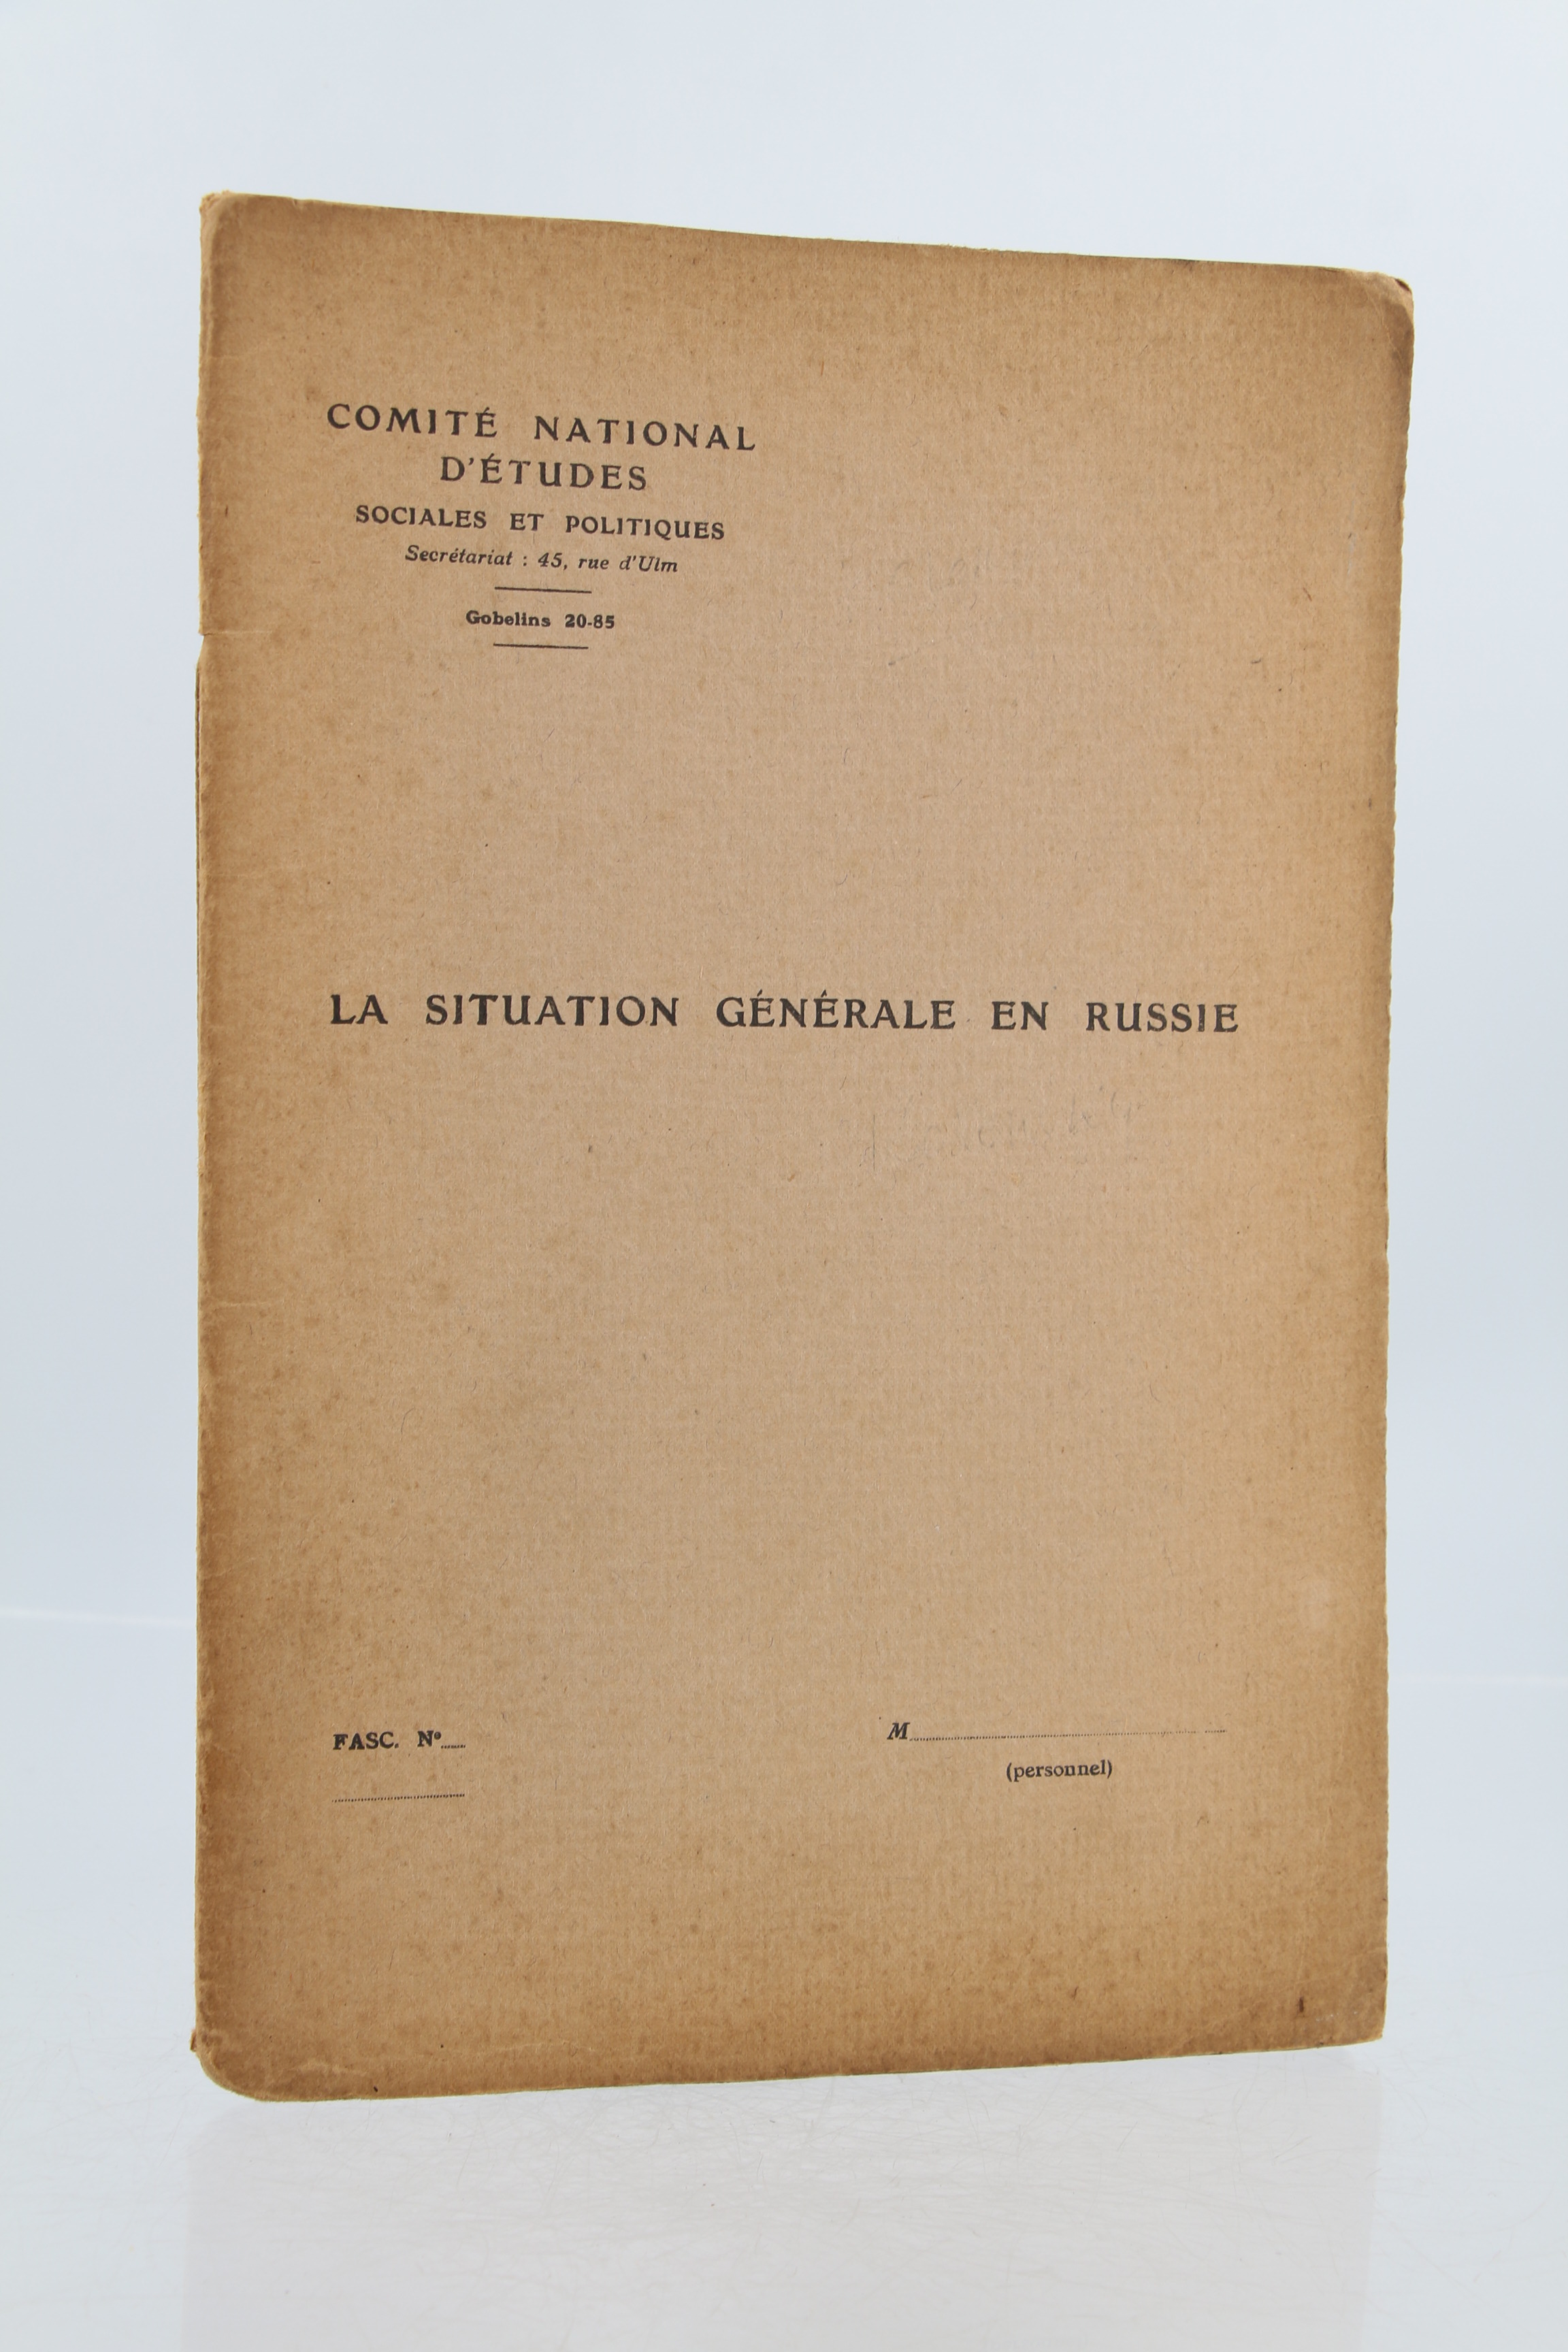 COMITÉ NATIONAL
D'ÉTUDES
SOCIALES ET POLITIQUES
Secrétariat : 45, rue d'Ulm
Gobelins 20-85
LA SITUATION GÉNÉRALE EN RUSSIE
FASC. Nº
M
(personnel)